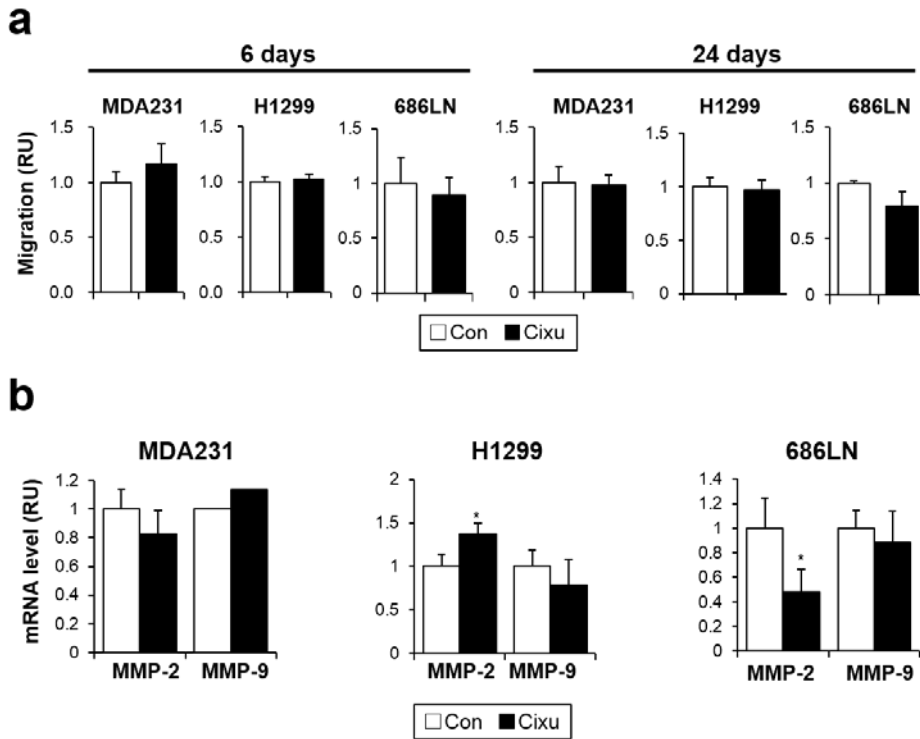 a
6 days 24 days
MDA231 H1299 686LN MDA231 H1299 686LN
Migration (RU)
1.5 1.5 1.5 1.5 1.5 1.5
1.0 1.0 1 1 1 1
0.5 0.5 0.5 0.5 0.5 0.5
0.0 0.0 0 0 0 0
Con Cixu
b
MDA231 H1299 686LN
mRNA level (RU)
1.2 2 1.4
1 1.5 1.2
0.8 1 1
0.6 0.5 0.8
0.4 0 0.6
0.2 0.4
0 0.2
0
* *
MMP-2 MMP-9 MMP-2 MMP-9 MMP-2 MMP-9
Con Cixu